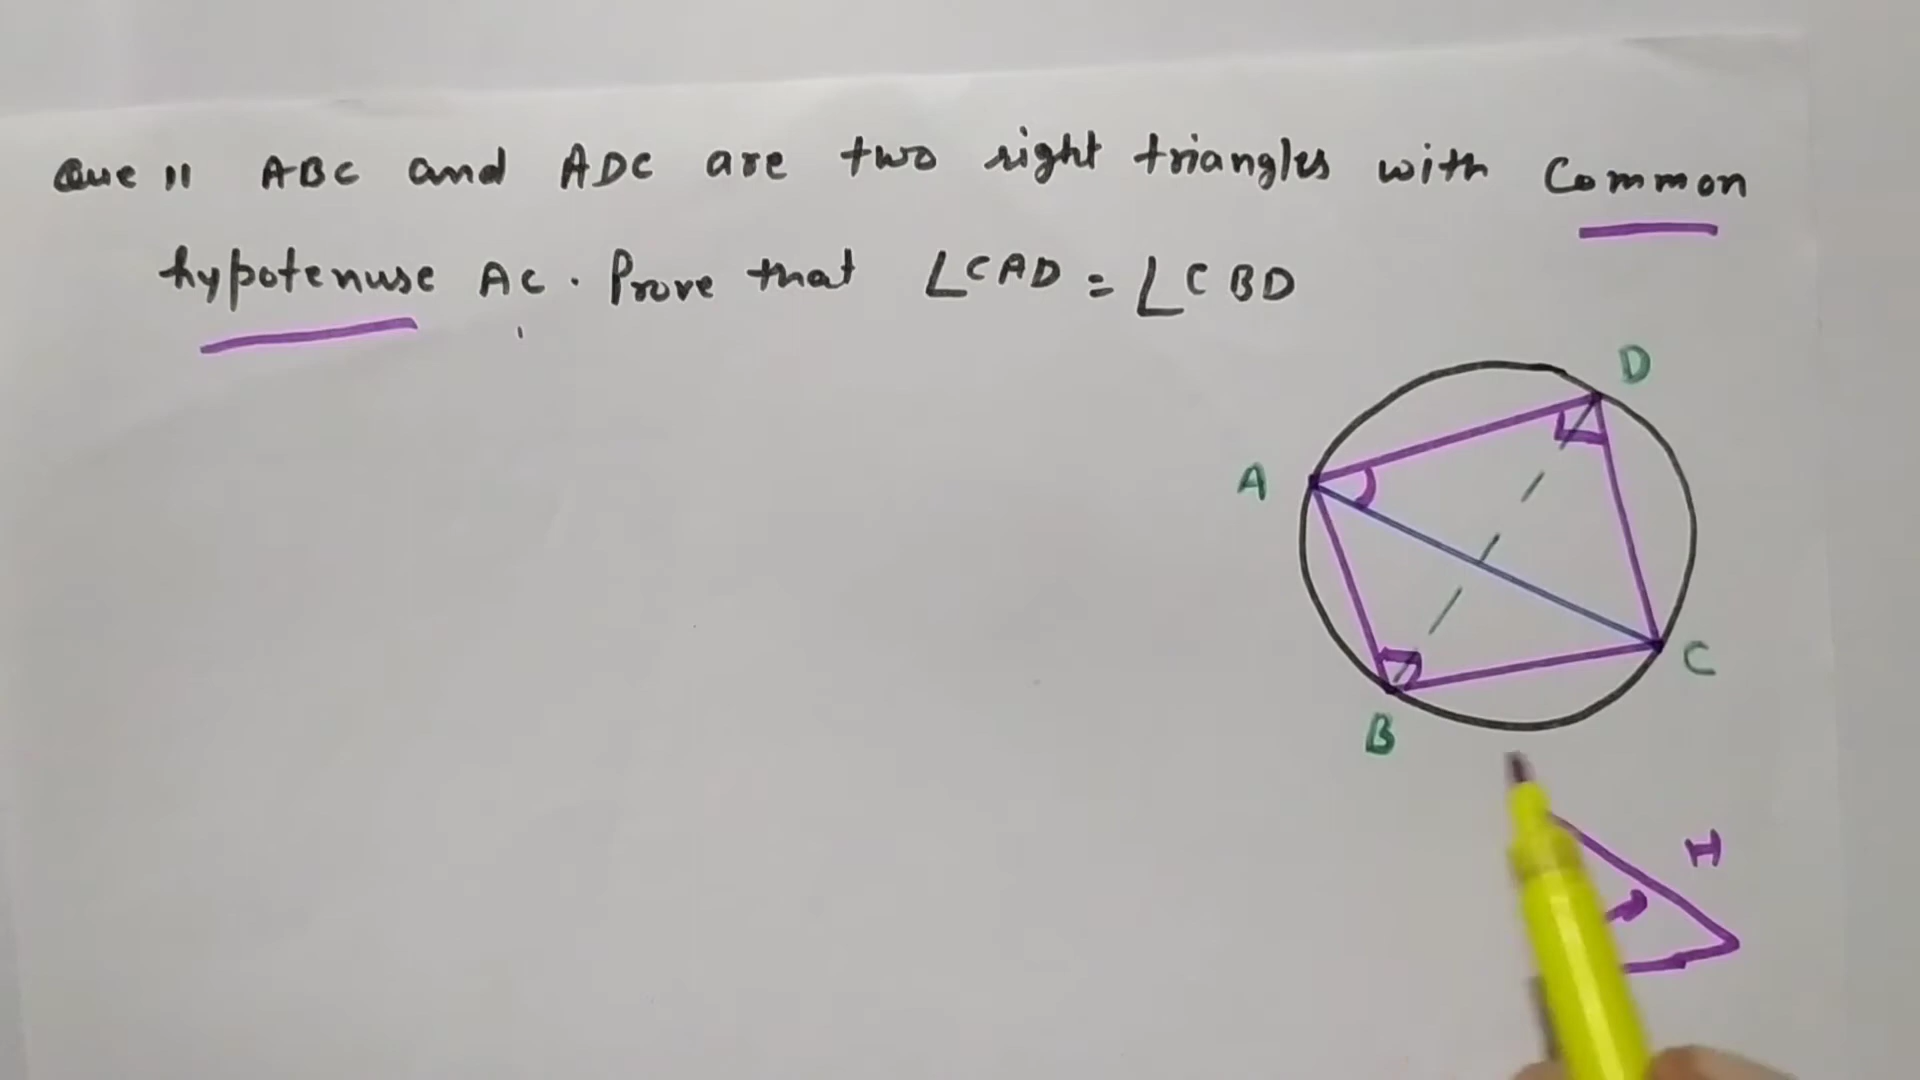 Que 11 ABC and ADC are two right triangles with Common
hypotenuse AC. Prove that ∠CAD = ∠CBD
D
A
C
B
H